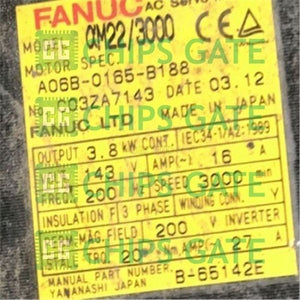 FANUC AC Servo
MODEL αM22/3000
MOTOR SPEC.
A06B-0165-B188
No. C03ZA7143 DATE 03.12
FANUC LTD MADE IN JAPAN
OUTPUT 3.8 kW CONT. IEC34-1/A2:1989
143 V AMP(~) 16 A
FREQ. 200 Hz SPEED 3000 min
INSULATION F 3 PHASE WINDING CONN. Y
MAG. FIELD 200 V INVERTER
STALL TRQ 20 Nm AMP 27 A
MANUAL PART NUMBER B-65142E
YAMANASHI JAPAN
CHIPS GATE
CHIPS GATE
CHIPS GATE
CHIPS GATE